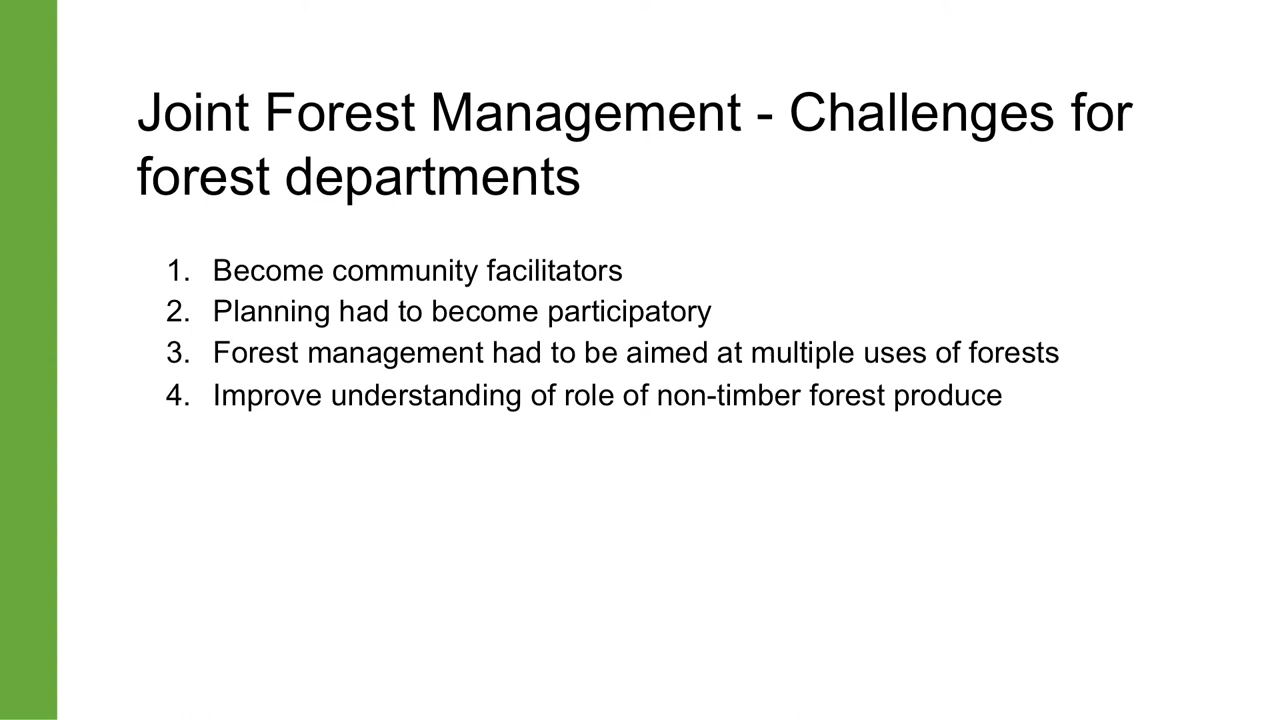 Joint Forest Management - Challenges for
forest departments
1. Become community facilitators
2. Planning had to become participatory
3. Forest management had to be aimed at multiple uses of forests
4. Improve understanding of role of non-timber forest produce